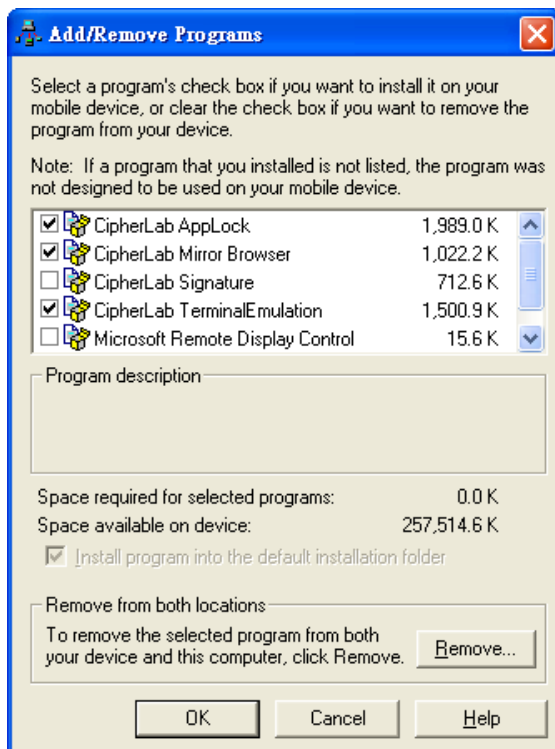 Add/Remove Programs
Select a program's check box if you want to install it on your
mobile device, or clear the check box if you want to remove the
program from your device.
Note: If a program that you installed is not listed, the program was
not designed to be used on your mobile device.
CipherLab AppLock 1,989.0 K
CipherLab Mirror Browser 1,022.2 K
CipherLab Signature 712.6 K
CipherLab TerminalEmulation 1,500.9 K
Microsoft Remote Display Control 15.6 K
Program description
Space required for selected programs: 0.0 K
Space available on device: 257,514.6 K
Install program into the default installation folder
Remove from both locations
To remove the selected program from both
your device and this computer, click Remove.
Remove...
OK Cancel Help